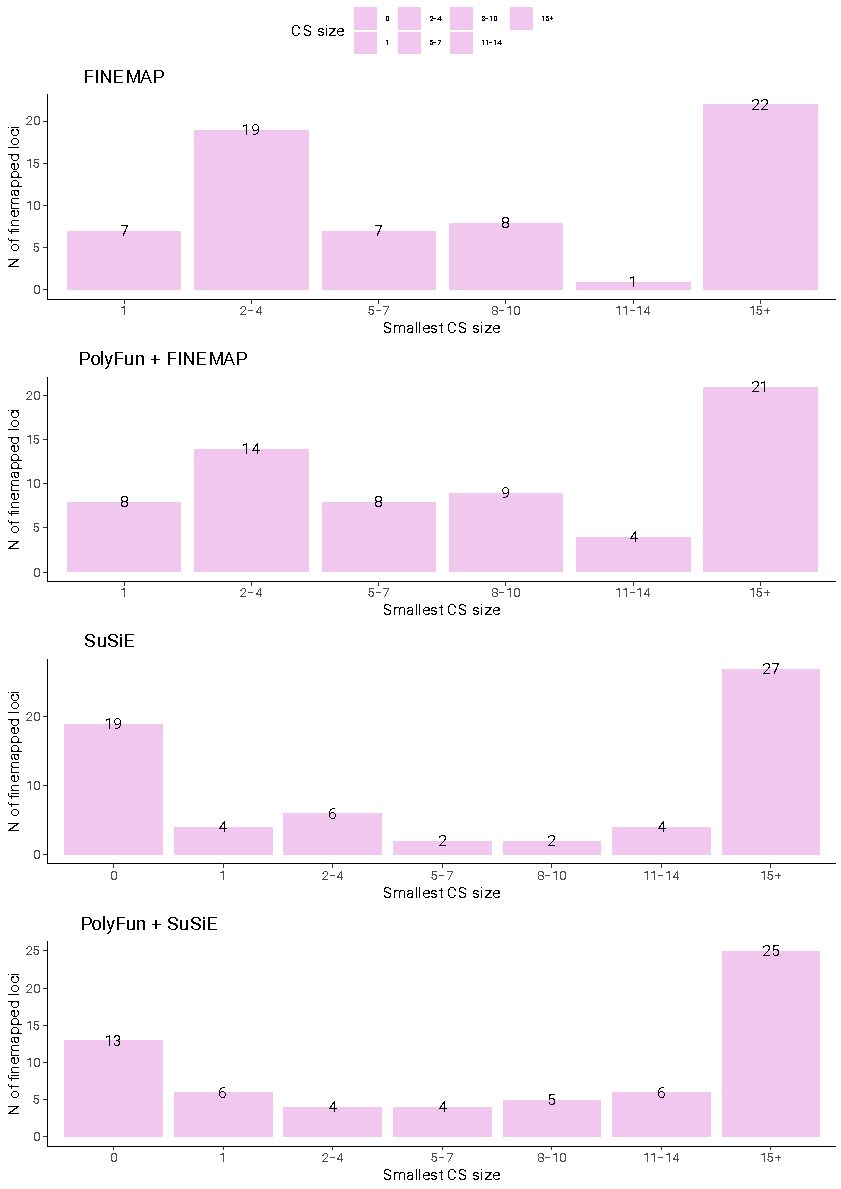 CS size
0 2-4 8-10 15+
1 5-7 11-14
FINEMAP
N of finemapped loci
20
15
10
5
0
7 19 7 8 1 22
1 2-4 5-7 8-10 11-14 15+
Smallest CS size
PolyFun + FINEMAP
N of finemapped loci
20
15
10
5
0
8 14 8 9 4 21
1 2-4 5-7 8-10 11-14 15+
Smallest CS size
SuSiE
N of finemapped loci
20
10
0
19 4 6 2 2 4 27
0 1 2-4 5-7 8-10 11-14 15+
Smallest CS size
PolyFun + SuSiE
N of finemapped loci
25
20
15
10
5
0
13 6 4 4 5 6 25
0 1 2-4 5-7 8-10 11-14 15+
Smallest CS size